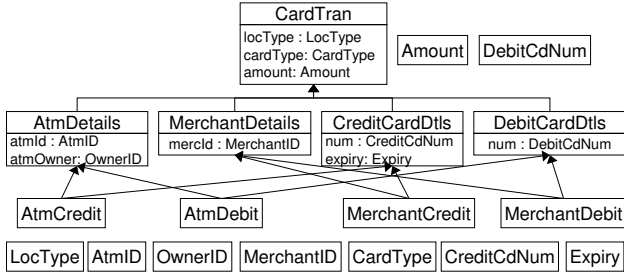 CardTran
locType : LocType
cardType: CardType
amount: Amount
Amount
DebitCdNum
AtmDetails
atmId : AtmID
atmOwner: OwnerID
MerchantDetails
mercId : MerchantID
CreditCardDtls
num : CreditCdNum
expiry: Expiry
DebitCardDtls
num : DebitCdNum
AtmCredit
AtmDebit
MerchantCredit
MerchantDebit
LocType
AtmID
OwnerID
MerchantID
CardType
CreditCdNum
Expiry